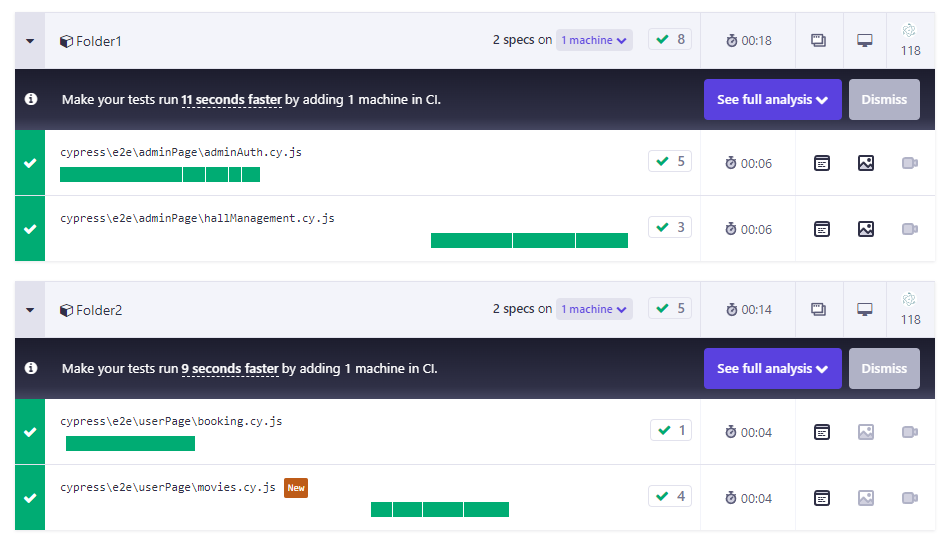 Folder1 2 specs on 1 machine 8 00:18 118
Make your tests run 11 seconds faster by adding 1 machine in CI. See full analysis Dismiss
cypress\e2e\adminPage\adminAuth.cy.js 5 00:06
cypress\e2e\adminPage\hallManagement.cy.js 3 00:06
Folder2 2 specs on 1 machine 5 00:14 118
Make your tests run 9 seconds faster by adding 1 machine in CI. See full analysis Dismiss
cypress\e2e\userPage\booking.cy.js 1 00:04
cypress\e2e\userPage\movies.cy.js New 4 00:04